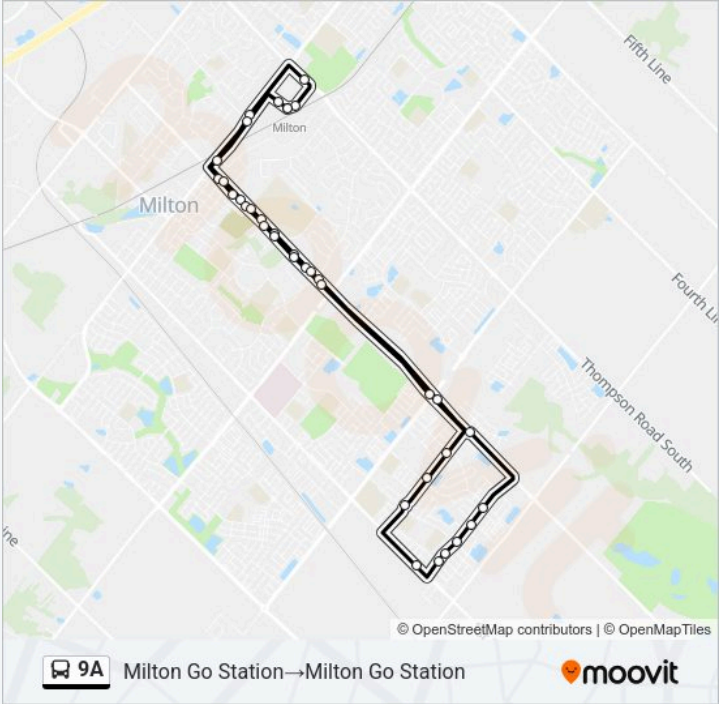 Fifth Line
Milton
Milton
Fourth Li
Thompson Road South
ine
© OpenStreetMap contributors | © OpenMapTiles
9A Milton Go Station→Milton Go Station
moovit